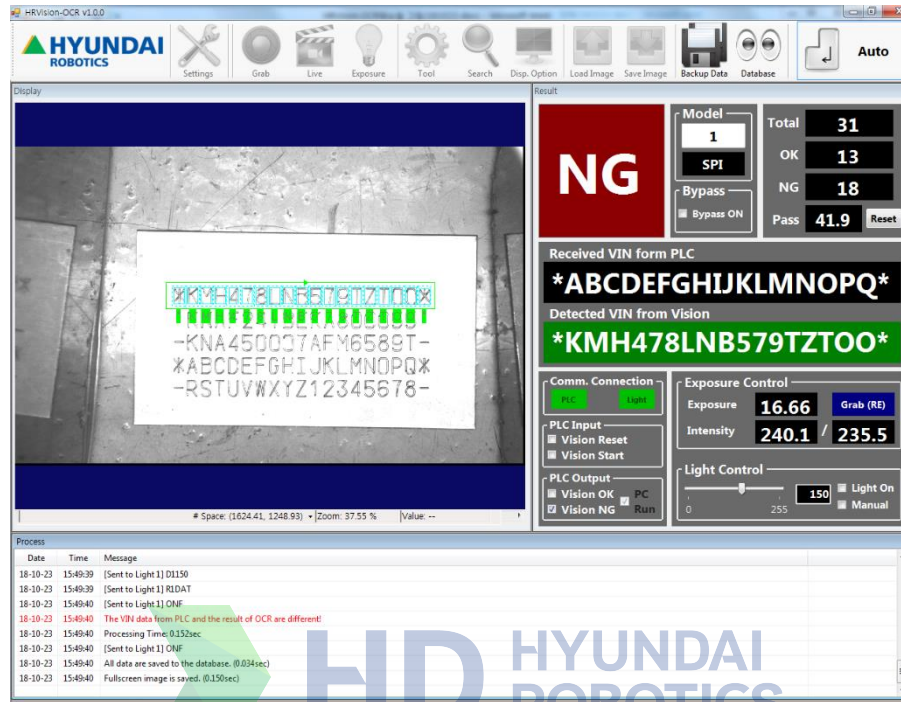 HRVision-OCR v1.0.0
HYUNDAI
ROBOTICS
Settings
Grab
Live
Exposure
Tool
Search
Disp. Option
Load Image
Save Image
Backup Data
Database
Auto
Display
*KMH478LNB579TZTOO*
-KNA450037AFM6589T-
*ABCDEFGHIJKLMNOPQ*
-RSTUVWXYZ12345678-
# Space: (1624.41, 1248.93)
Zoom: 37.55 %
Value: --
Result
NG
Model
1
SPI
Bypass
Bypass ON
Total 31
OK 13
NG 18
Pass 41.9 Reset
Received VIN form PLC
*ABCDEFGHIJKLMNOPQ*
Detected VIN from Vision
*KMH478LNB579TZTOO*
Comm. Connection
PLC Light
PLC Input
Vision Reset
Vision Start
PLC Output
Vision OK
Vision NG
PC
Run
Exposure Control
Exposure 16.66 Grab (RE)
Intensity 240.1 / 235.5
Light Control
0 255
150
Light On
Manual
Process
Date Time Message
18-10-23 15:49:39 [Sent to Light 1] D1150
18-10-23 15:49:39 [Sent to Light 1] R1DAT
18-10-23 15:49:40 [Sent to Light 1] ONF
18-10-23 15:49:40 The VIN data from PLC and the result of OCR are different!
18-10-23 15:49:40 Processing Time: 0.152sec
18-10-23 15:49:40 [Sent to Light 1] ONF
18-10-23 15:49:40 All data are saved to the database. (0.034sec)
18-10-23 15:49:40 Fullscreen image is saved. (0.150sec)
HD HYUNDAI
ROBOTICS